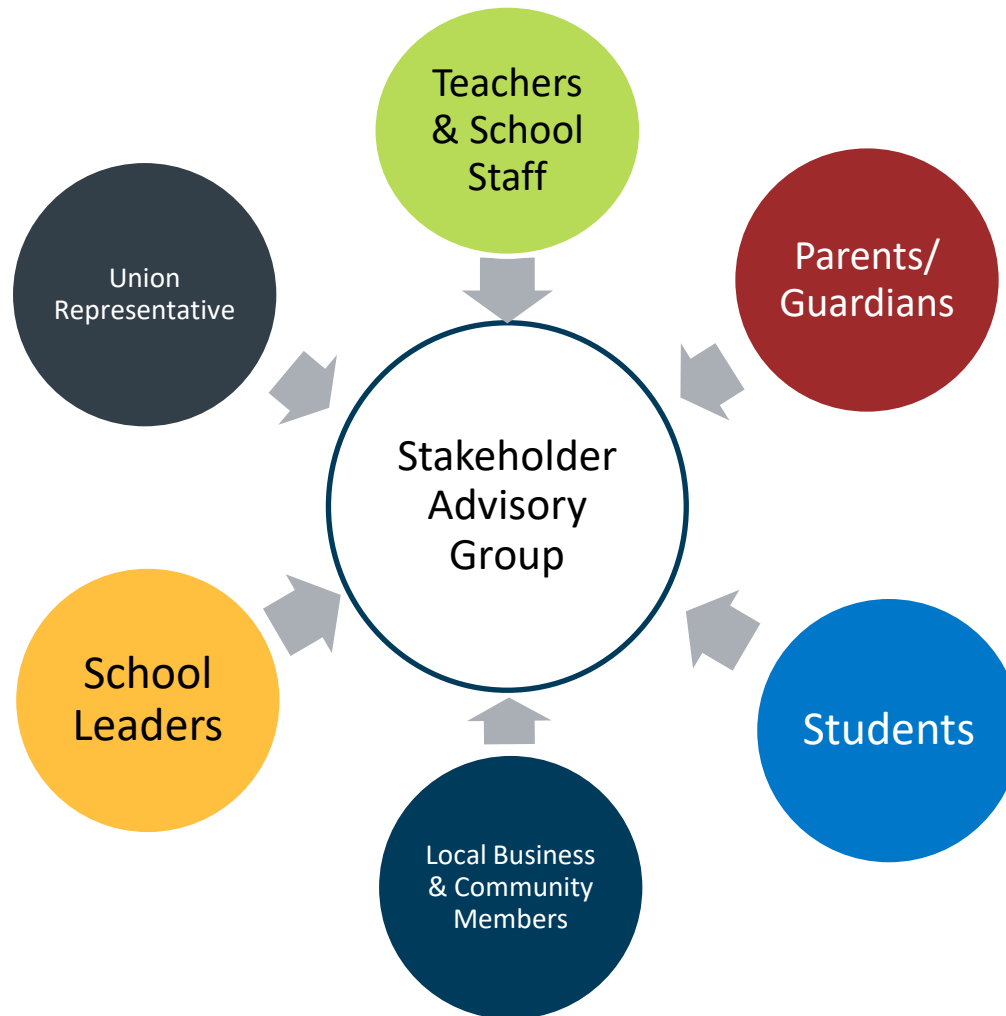 Teachers
& School
Staff
Parents/
Guardians
Students
Local Business
& Community
Members
School
Leaders
Union
Representative
Stakeholder
Advisory
Group